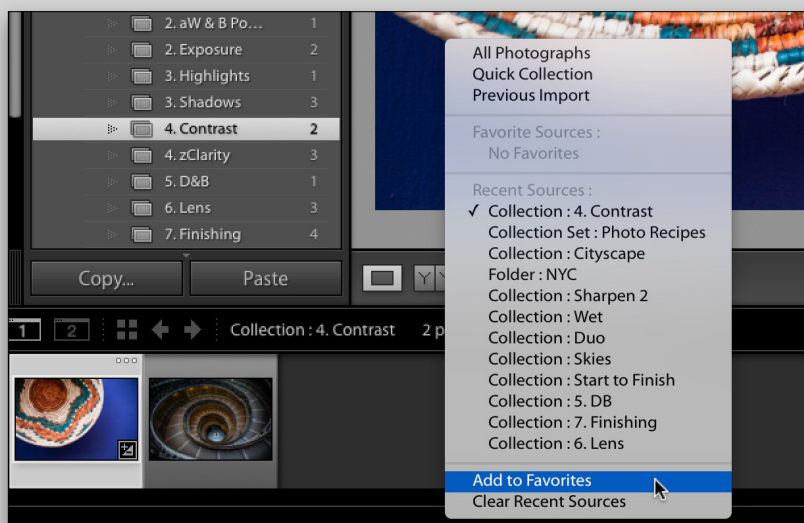 2. aW & B Po... 1
2. Exposure 2
3. Highlights 1
3. Shadows 3
4. Contrast 2
4. zClarity 3
5. D&B 1
6. Lens 3
7. Finishing 4
Copy... Paste
Y Y
1 2 Collection : 4. Contrast 2 p
All Photographs
Quick Collection
Previous Import
Favorite Sources :
No Favorites
Recent Sources :
✓ Collection : 4. Contrast
Collection Set : Photo Recipes
Collection : Cityscape
Folder : NYC
Collection : Sharpen 2
Collection : Wet
Collection : Duo
Collection : Skies
Collection : Start to Finish
Collection : 5. DB
Collection : 7. Finishing
Collection : 6. Lens
Add to Favorites
Clear Recent Sources